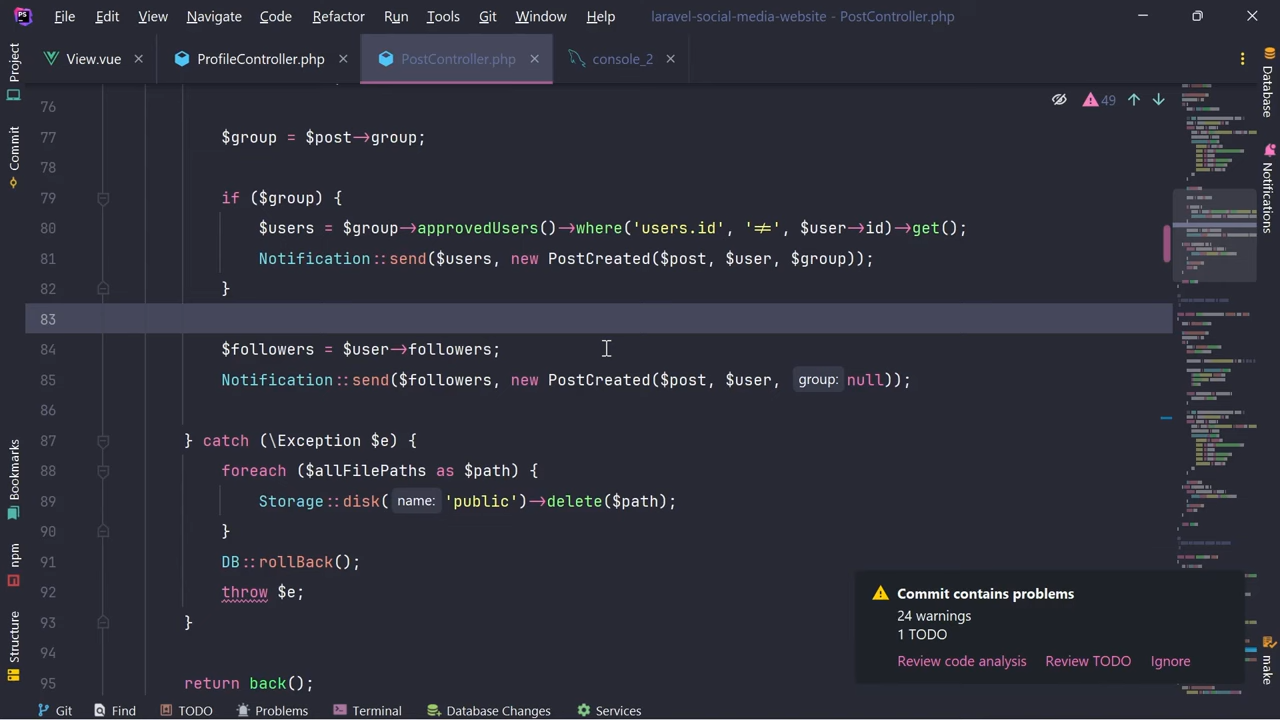 PS File Edit View Navigate Code Refactor Run Tools Git Window Help laravel-social-media-website - PostController.php
View.vue ProfileController.php PostController.php console_2
Project
Commit
Bookmarks
npm
Structure
49
76
77 $group = $post->group;
78
79 if ($group) {
80 $users = $group->approvedUsers()->where('users.id', '!=', $user->id)->get();
81 Notification::send($users, new PostCreated($post, $user, $group));
82 }
83
84 $followers = $user->followers;
85 Notification::send($followers, new PostCreated($post, $user, group: null));
86
87 } catch (\Exception $e) {
88 foreach ($allFilePaths as $path) {
89 Storage::disk( name: 'public')->delete($path);
90 }
91 DB::rollBack();
92 throw $e;
93 }
94
95 return back();
Database
Notifications
make
Commit contains problems
24 warnings
1 TODO
Review code analysis Review TODO Ignore
Git Find TODO Problems Terminal Database Changes Services